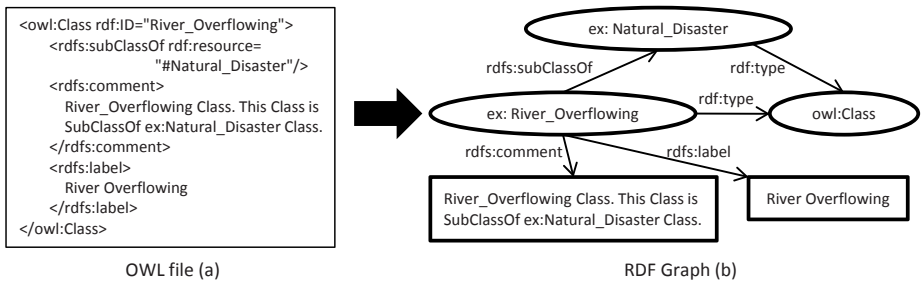 <owl:Class rdf:ID="River_Overflowing">
<rdfs:subClassOf rdf:resource=
"#Natural_Disaster"/>
<rdfs:comment>
River_Overflowing Class. This Class is
SubClassOf ex:Natural_Disaster Class.
</rdfs:comment>
<rdfs:label>
River Overflowing
</rdfs:label>
</owl:Class>
OWL file (a)
ex: Natural_Disaster
rdfs:subClassOf
rdf:type
rdf:type
ex: River_Overflowing
owl:Class
rdfs:comment
rdfs:label
River_Overflowing Class. This Class is
SubClassOf ex:Natural_Disaster Class.
River Overflowing
RDF Graph (b)